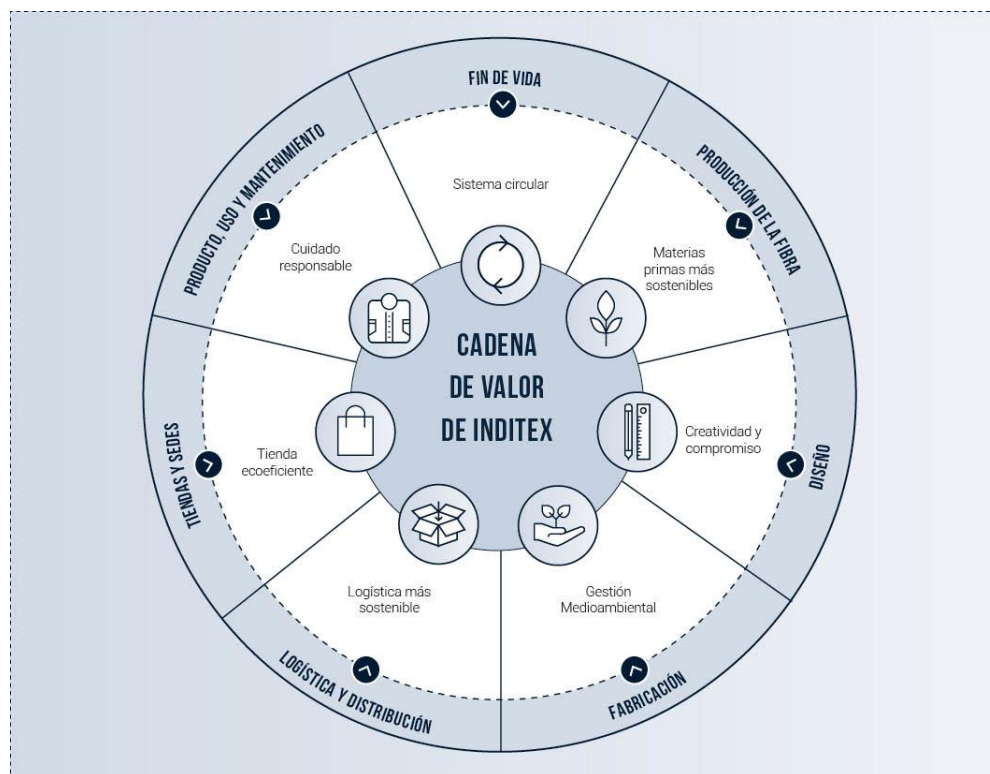 FIN DE VIDA
Sistema circular
PRODUCCIÓN DE LA FIBRA
Materias
primas más
sostenibles
DISEÑO
Creatividad y
compromiso
FABRICACIÓN
Gestión
Medioambiental
LOGÍSTICA Y DISTRIBUCIÓN
Logística más
sostenible
TIENDAS Y SEDES
Tienda
ecoeficiente
PRODUCTO, USO Y MANTENIMIENTO
Cuidado
responsable
CADENA
DE VALOR
DE INDITEX